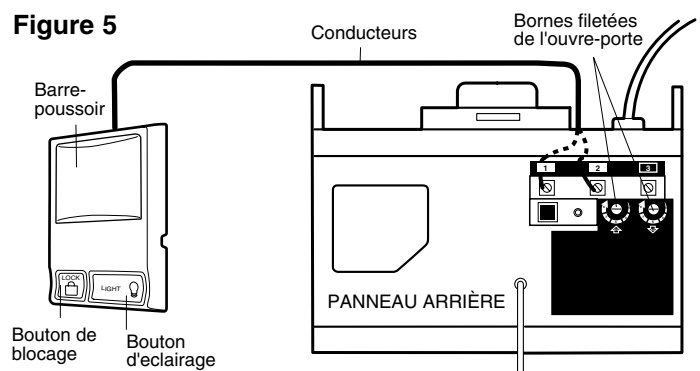 Figure 5
Conducteurs
Bornes filetées
de l'ouvre-porte
Barre-
poussoir
1
2
3
LOCK
LIGHT
PANNEAU ARRIÈRE
Bouton de
blocage
Bouton
d'eclairage